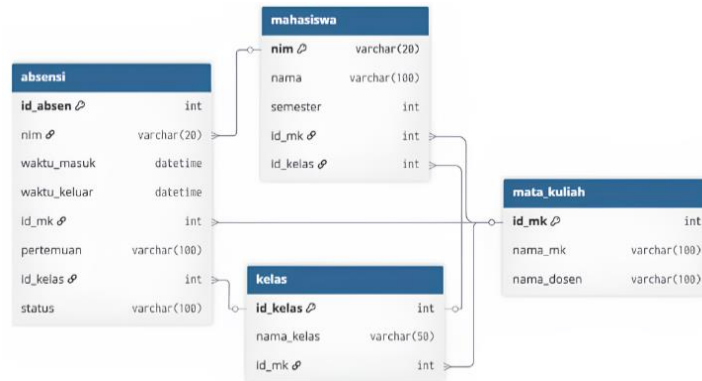 mahasiswa
nim varchar(20)
nama varchar(100)
semester int
id_mk int
id_kelas int
absensi
id_absen int
nim varchar(20)
waktu_masuk datetime
waktu_keluar datetime
id_mk int
pertemuan varchar(100)
id_kelas int
status varchar(100)
mata_kuliah
id_mk int
nama_mk varchar(100)
nama_dosen varchar(100)
kelas
id_kelas int
nama_kelas varchar(50)
id_mk int